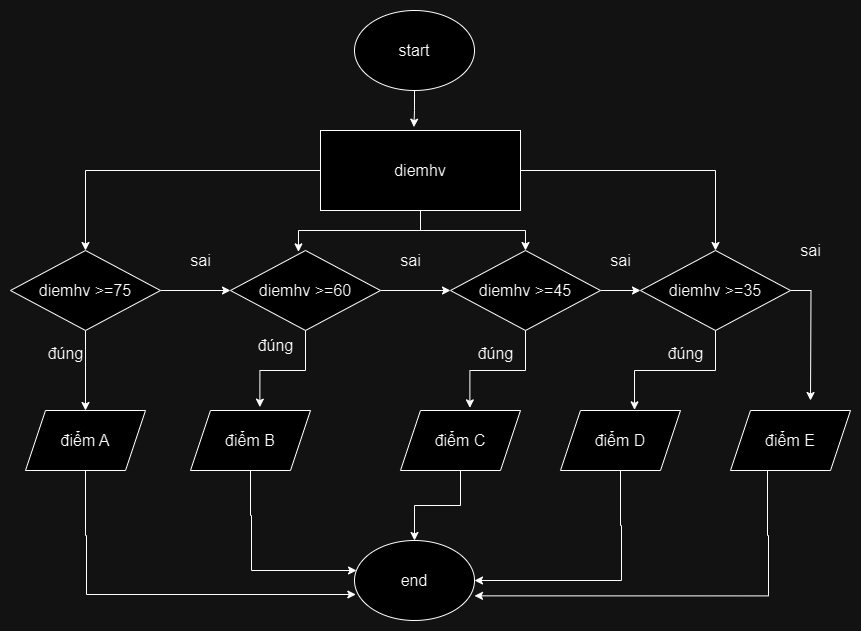 start
diemhv
sai
sai
sai
sai
diemhv >=75
diemhv >=60
diemhv >=45
diemhv >=35
đúng
đúng
đúng
đúng
điểm A
điểm B
điểm C
điểm D
điểm E
end